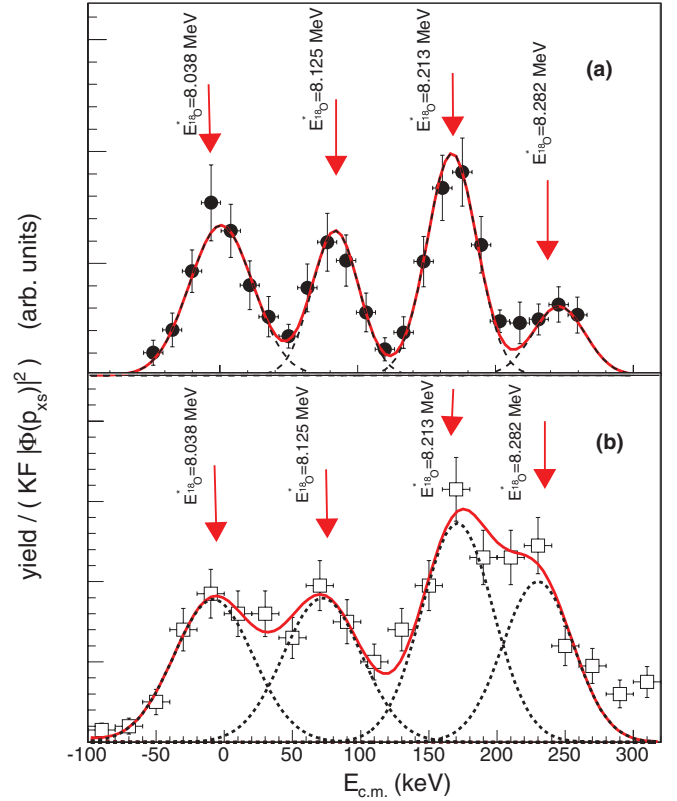 E*18O=8.038 MeV
E*18O=8.125 MeV
E*18O=8.213 MeV
E*18O=8.282 MeV
(a)
E*18O=8.038 MeV
E*18O=8.125 MeV
E*18O=8.213 MeV
E*18O=8.282 MeV
(b)
yield / ( KF |Φ(pxs)|² (arb. units)
-100 -50 0 50 100 150 200 250 300
Ec.m. (keV)